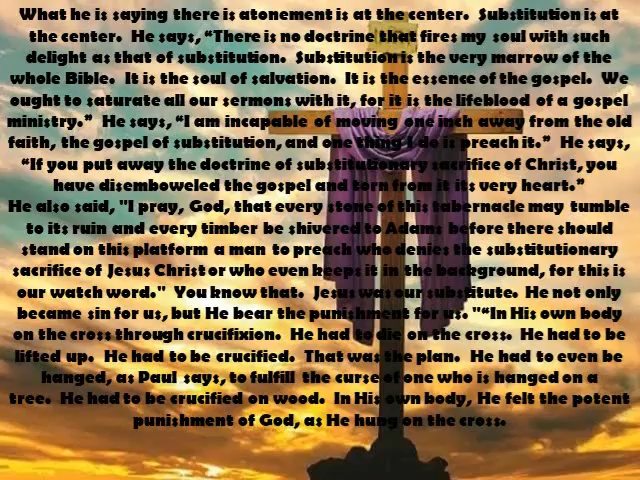 What he is saying there is atonement is at the center.  Substitution is at
the center.  He says, “There is no doctrine that fires my soul with such
delight as that of substitution.  Substitution is the very marrow of the
whole Bible.  It is the soul of salvation.  It is the essence of the gospel.  We
ought to saturate all our sermons with it, for it is the lifeblood of a gospel
ministry.”  He says, “I am incapable of moving one inch away from the old
faith, the gospel of substitution, and one thing I do is preach it.”  He says,
“If you put away the doctrine of substitutionary sacrifice of Christ, you
have disemboweled the gospel and torn from it its very heart.”
He also said, "I pray, God, that every stone of this tabernacle may tumble
to its ruin and every timber be shivered to Adams before there should
stand on this platform a man to preach who denies the substitutionary
sacrifice of Jesus Christ or who even keeps it in the background, for this is
our watch word."  You know that.  Jesus was our substitute.  He not only
became sin for us, but He bear the punishment for us. "“In His own body
on the cross through crucifixion.  He had to die on the cross.  He had to be
lifted up.  He had to be crucified.  That was the plan.  He had to even be
hanged, as Paul says, to fulfill the curse of one who is hanged on a
tree.  He had to be crucified on wood.  In His own body, He felt the potent
punishment of God, as He hung on the cross.